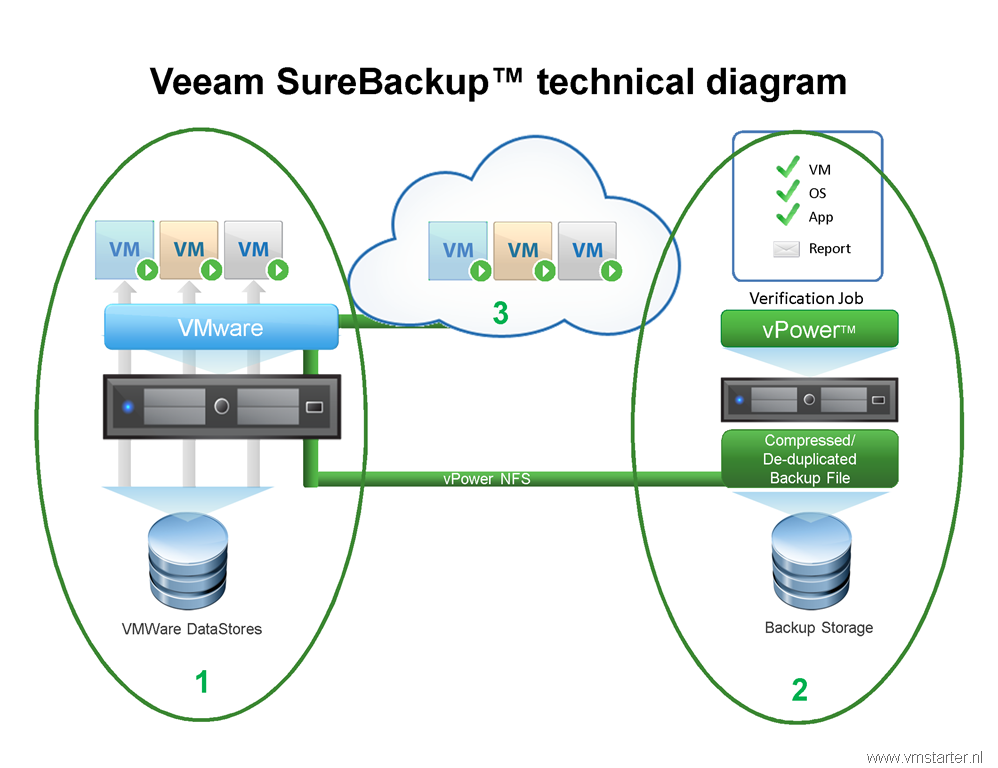 Veeam SureBackup™ technical diagram
VM
VM
VM
VMware
VMWare DataStores
1
VM
VM
VM
3
vPower NFS
VM
OS
App
Report
Verification Job
vPower™
Compressed/
De-duplicated
Backup File
Backup Storage
2
www.vmstarter.nl